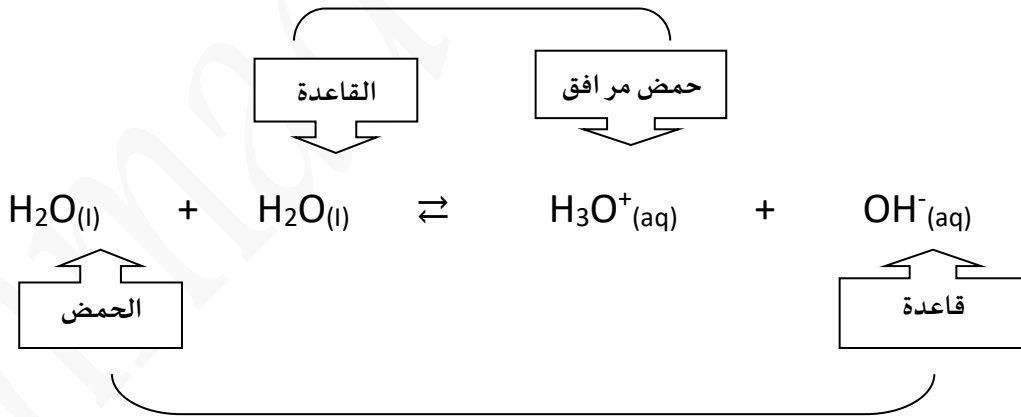 القاعدة
حمض مرافق
H₂O(l) + H₂O(l) ⇄ H₃O⁺(aq) + OH⁻(aq)
الحمض
قاعدة